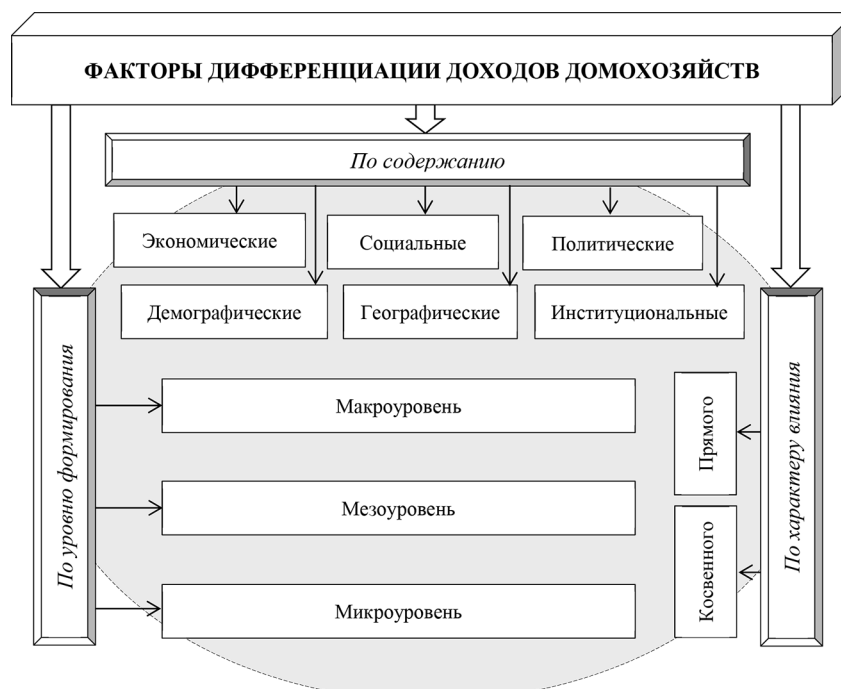 ФАКТОРЫ ДИФФЕРЕНЦИАЦИИ ДОХОДОВ ДОМОХОЗЯЙСТВ
По содержанию
Экономические
Социальные
Политические
Демографические
Географические
Институциональные
По уровню формирования
Макроуровень
Мезоуровень
Микроуровень
Прямого
Косвенного
По характеру влияния